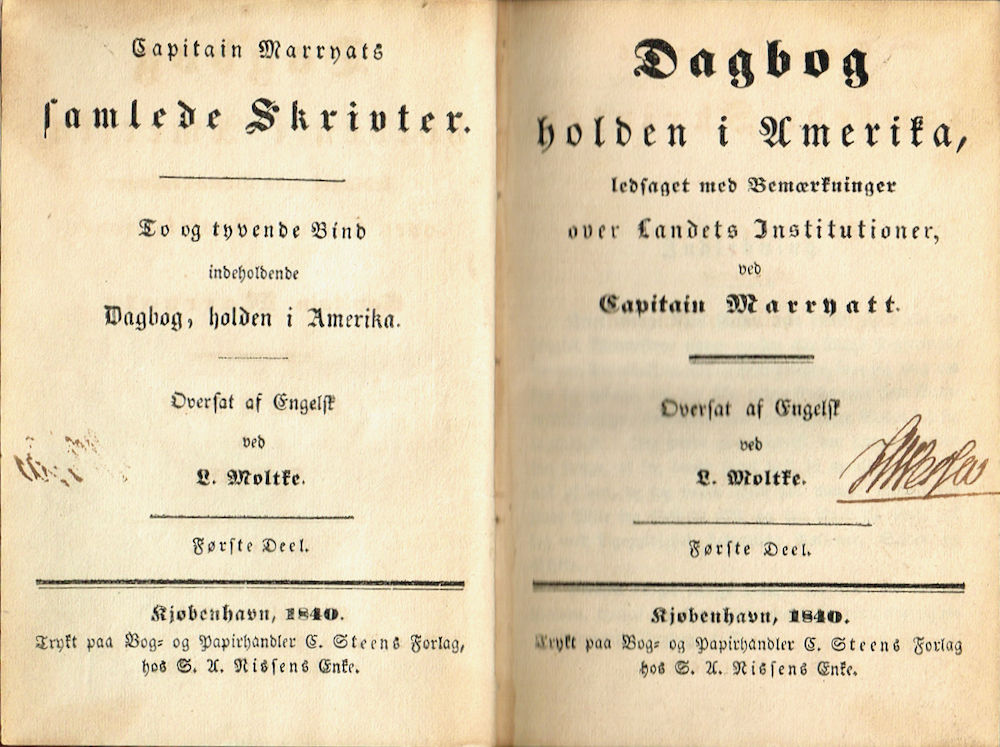 Capitain Marryats
samlede Skrivter.
To og tyvende Bind
indeholdende
Dagbog, holden i Amerika.
Oversat af Engelsk
ved
L. Moltke.
Første Deel.
Kjøbenhavn, 1840.
Trykt paa Bog- og Papirhandler C. Steens Forlag,
hos S. A. Nissens Enke.
Dagbog
holden i Amerika,
ledsaget med Bemærkninger
over Landets Institutioner,
ved
Capitain Marryatt.
Oversat af Engelsk
ved
L. Moltke.
Første Deel.
Kjøbenhavn, 1840.
Trykt paa Bog- og Papirhandler C. Steens Forlag
hos S. A. Nissens Enke.